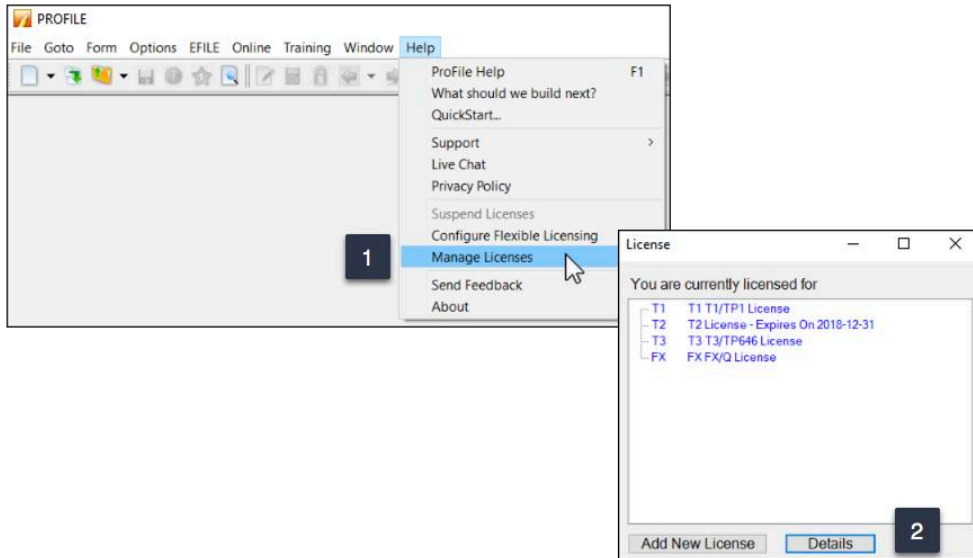 PROFILE
File Goto Form Options EFILE Online Training Window Help
ProFile Help F1
What should we build next?
QuickStart...
Support >
Live Chat
Privacy Policy
Suspend Licenses
Configure Flexible Licensing
1
Manage Licenses
Send Feedback
About
License
You are currently licensed for
T1 T1 T1/TP1 License
T2 T2 License - Expires On 2018-12-31
T3 T3 T3/TP646 License
FX FX FX/Q License
Add New License Details 2